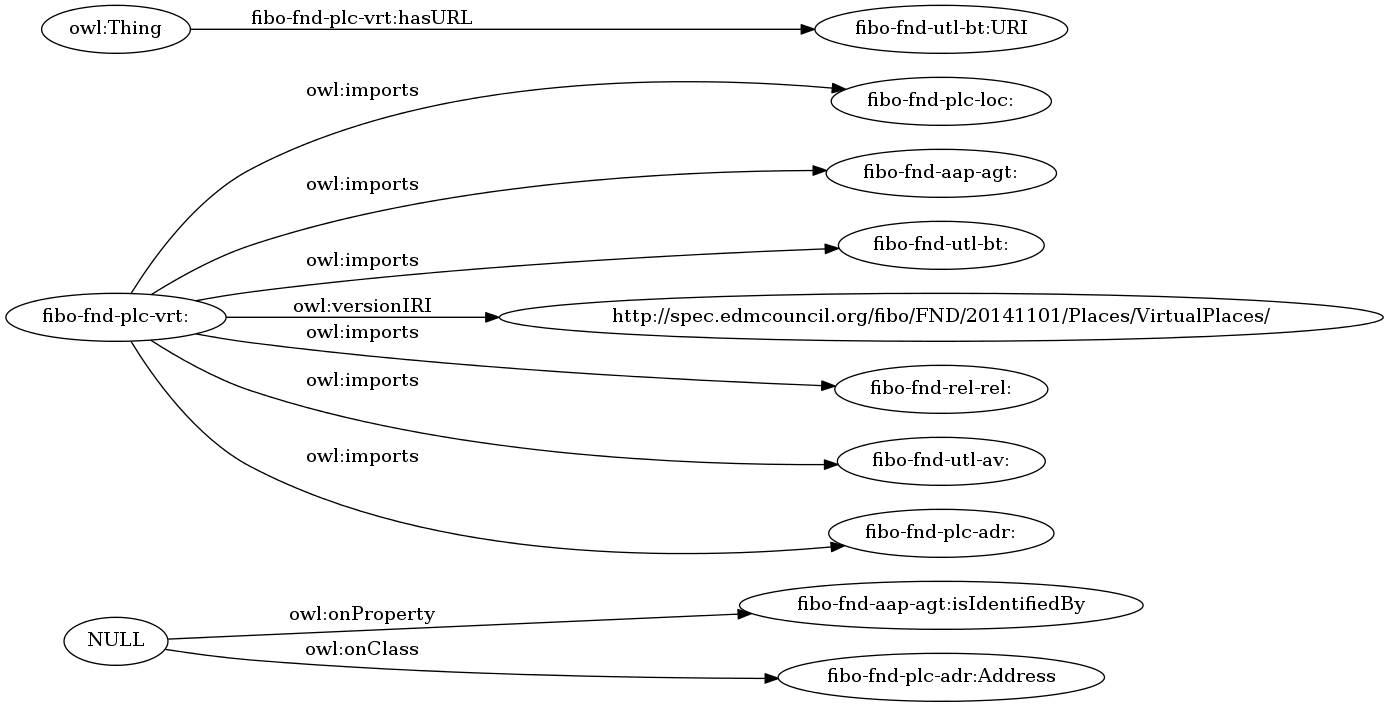 owl:Thing
fibo-fnd-plc-vrt:hasURL
fibo-fnd-utl-bt:URI
owl:imports
fibo-fnd-plc-loc:
owl:imports
fibo-fnd-aap-agt:
owl:imports
fibo-fnd-utl-bt:
fibo-fnd-plc-vrt:
owl:versionIRI
http://spec.edmcouncil.org/fibo/FND/20141101/Places/VirtualPlaces/
owl:imports
fibo-fnd-rel-rel:
owl:imports
fibo-fnd-utl-av:
owl:imports
fibo-fnd-plc-adr:
NULL
owl:onProperty
fibo-fnd-aap-agt:isIdentifiedBy
owl:onClass
fibo-fnd-plc-adr:Address